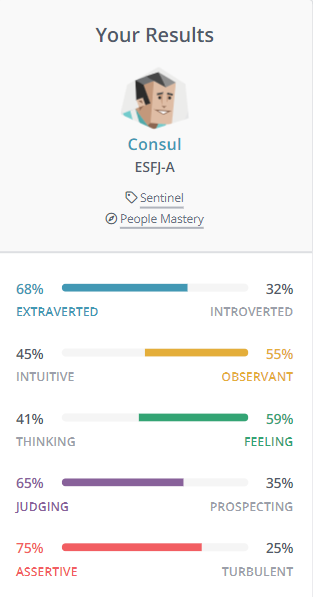 Your Results
Consul
ESFJ-A
Sentinel
People Mastery
68% 32%
EXTRAVERTED INTROVERTED
45% 55%
INTUITIVE OBSERVANT
41% 59%
THINKING FEELING
65% 35%
JUDGING PROSPECTING
75% 25%
ASSERTIVE TURBULENT